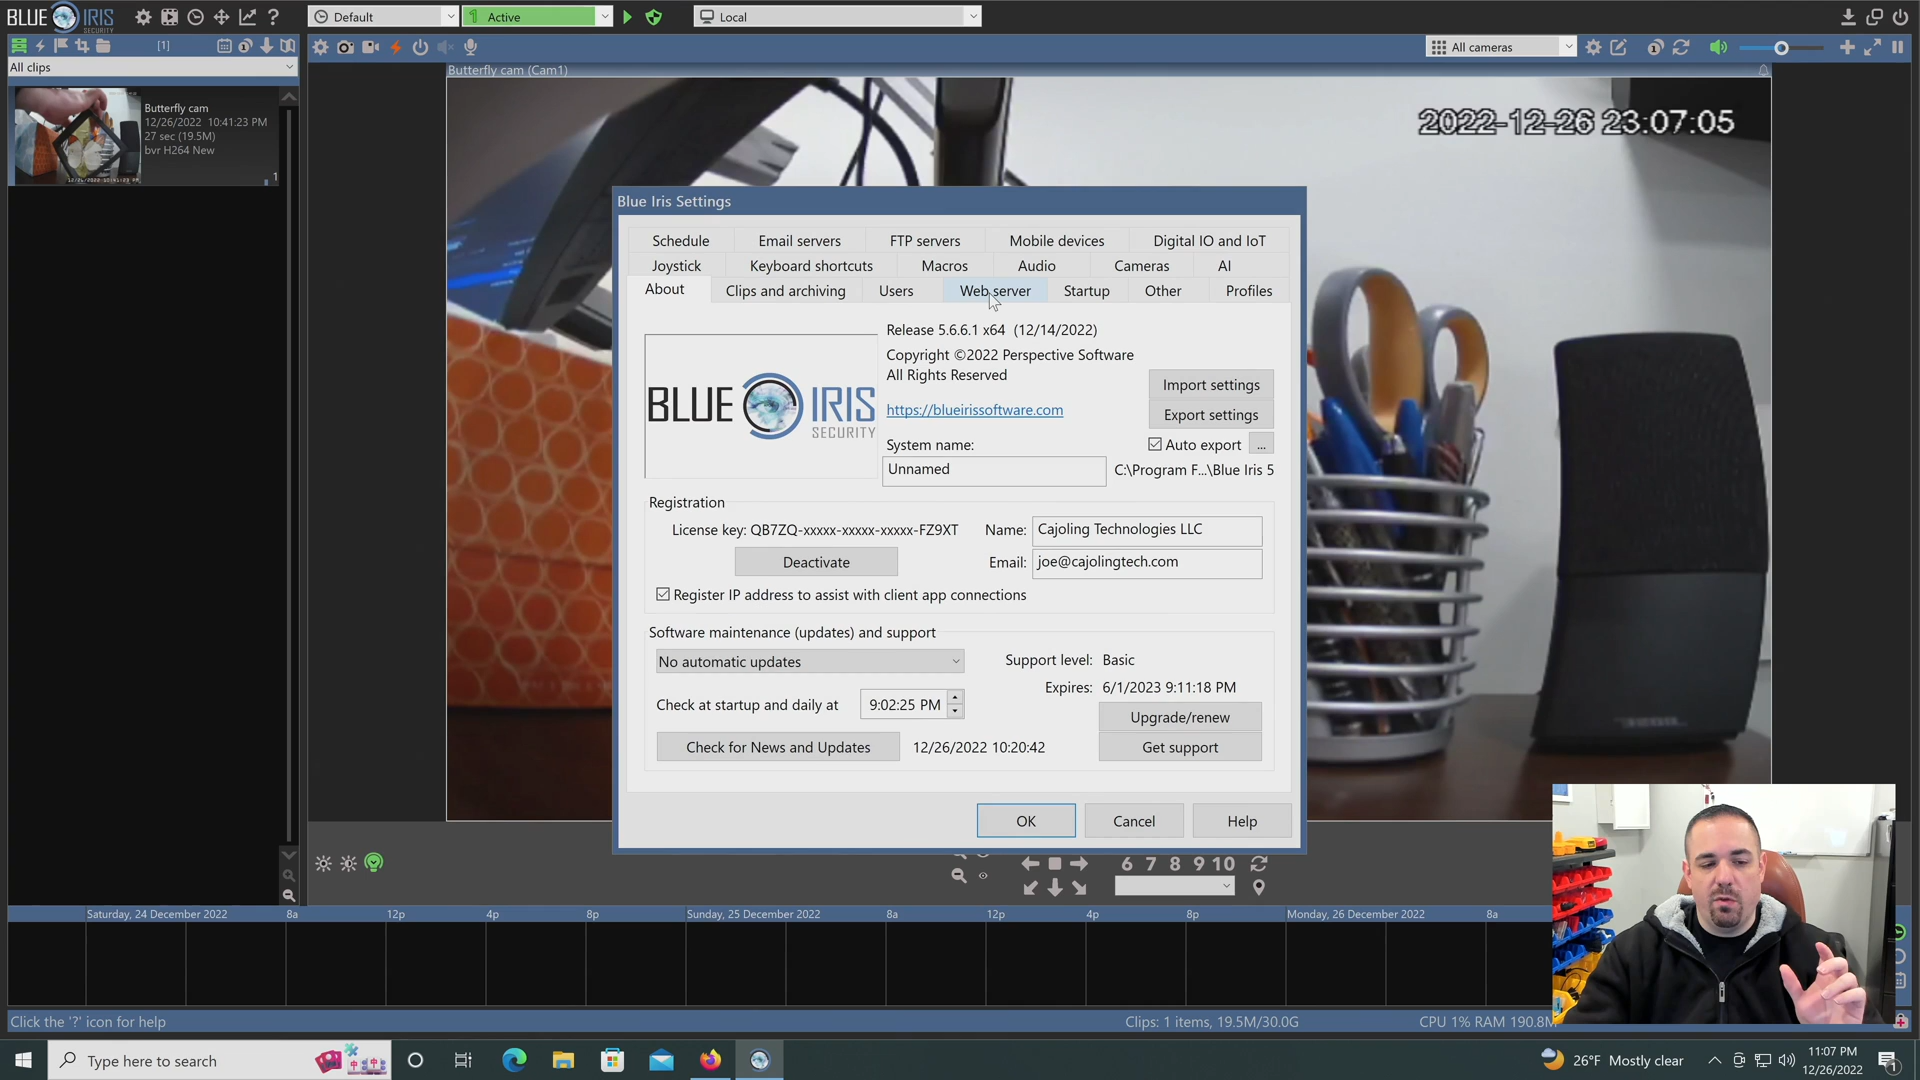 BLUE IRIS
SECURITY
Default
1 Active
Local
[1]
All clips
Butterfly cam
12/26/2022 10:41:23 PM
27 sec (19.5M)
bvr H264 New
1
All cameras
Butterfly cam (Cam1)
2022-12-26 23:07:05
Blue Iris Settings
Schedule
Email servers
FTP servers
Mobile devices
Digital IO and IoT
Joystick
Keyboard shortcuts
Macros
Audio
Cameras
AI
About
Clips and archiving
Users
Web server
Startup
Other
Profiles
BLUE IRIS
SECURITY
Release 5.6.6.1 x64 (12/14/2022)
Copyright ©2022 Perspective Software
All Rights Reserved
https://blueirissoftware.com
Import settings
Export settings
System name:
Unnamed
Auto export
...
C:\Program F...\Blue Iris 5
Registration
License key: QB7ZQ-xxxxx-xxxxx-xxxxx-FZ9XT
Name: Cajoling Technologies LLC
Deactivate
Email: joe@cajolingtech.com
Register IP address to assist with client app connections
Software maintenance (updates) and support
No automatic updates
Support level: Basic
Expires: 6/1/2023 9:11:18 PM
Check at startup and daily at 9:02:25 PM
Upgrade/renew
Check for News and Updates
12/26/2022 10:20:42
Get support
OK
Cancel
Help
6 7 8 9 10
Saturday, 24 December 2022
8a
12p
4p
8p
Sunday, 25 December 2022
8a
12p
4p
8p
Monday, 26 December 2022
8a
Click the '?' icon for help
Clips: 1 items, 19.5M/30.0G
CPU 1% RAM 190.8M
Type here to search
26°F Mostly clear
11:07 PM
12/26/2022
1